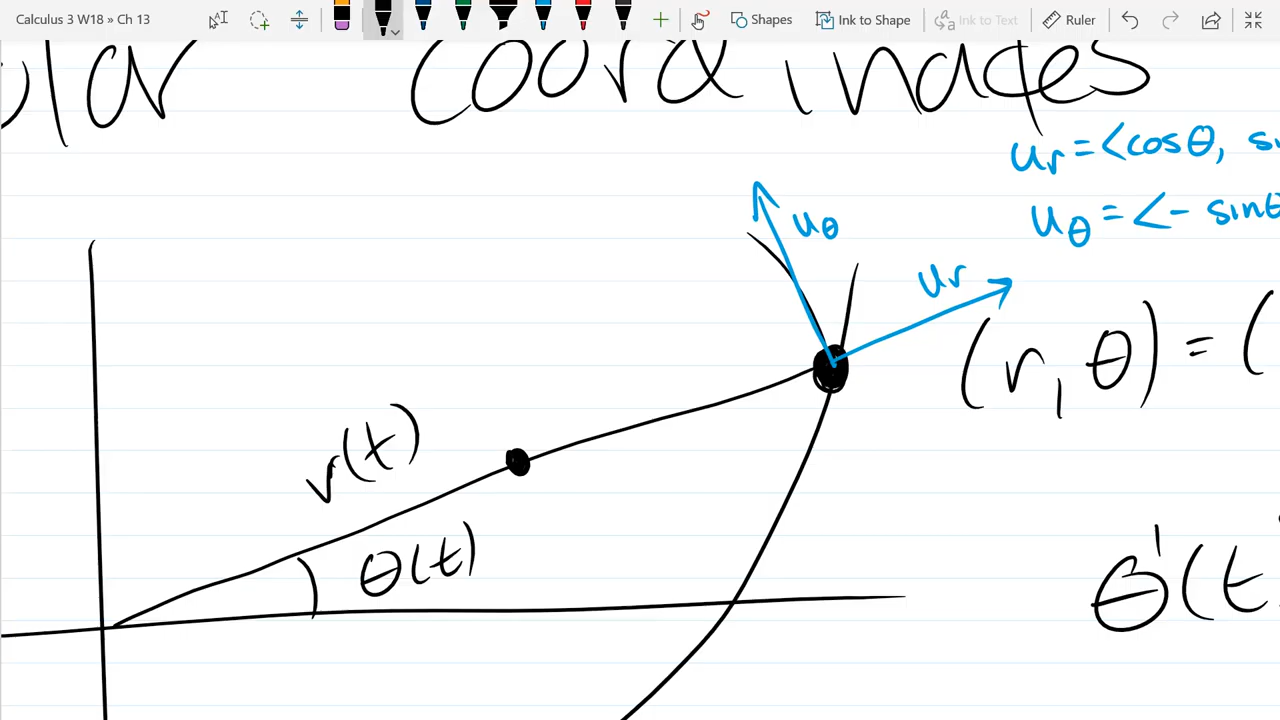 Calculus 3 W18 » Ch 13
Shapes
Ink to Shape
Ink to Text
Ruler
Coordinates
ur = <cosθ,
uθ = <- sinθ
uθ
ur
(r, θ) = (
r(t)
θ(t)
θ'(t